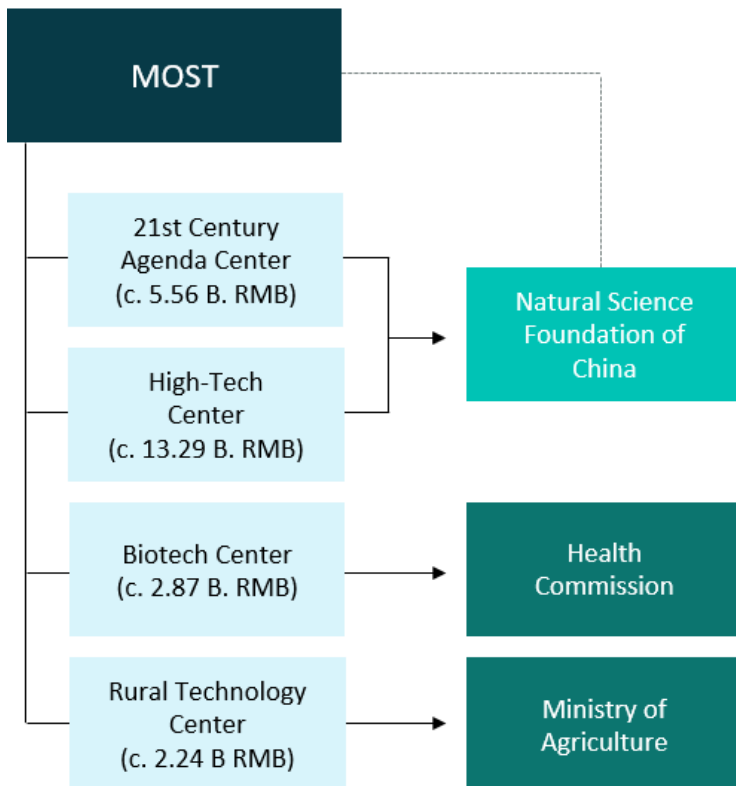 MOST
21st Century
Agenda Center
(c. 5.56 B. RMB)
Natural Science
Foundation of
China
High-Tech
Center
(c. 13.29 B. RMB)
Biotech Center
(c. 2.87 B. RMB)
Health
Commission
Rural Technology
Center
(c. 2.24 B RMB)
Ministry of
Agriculture